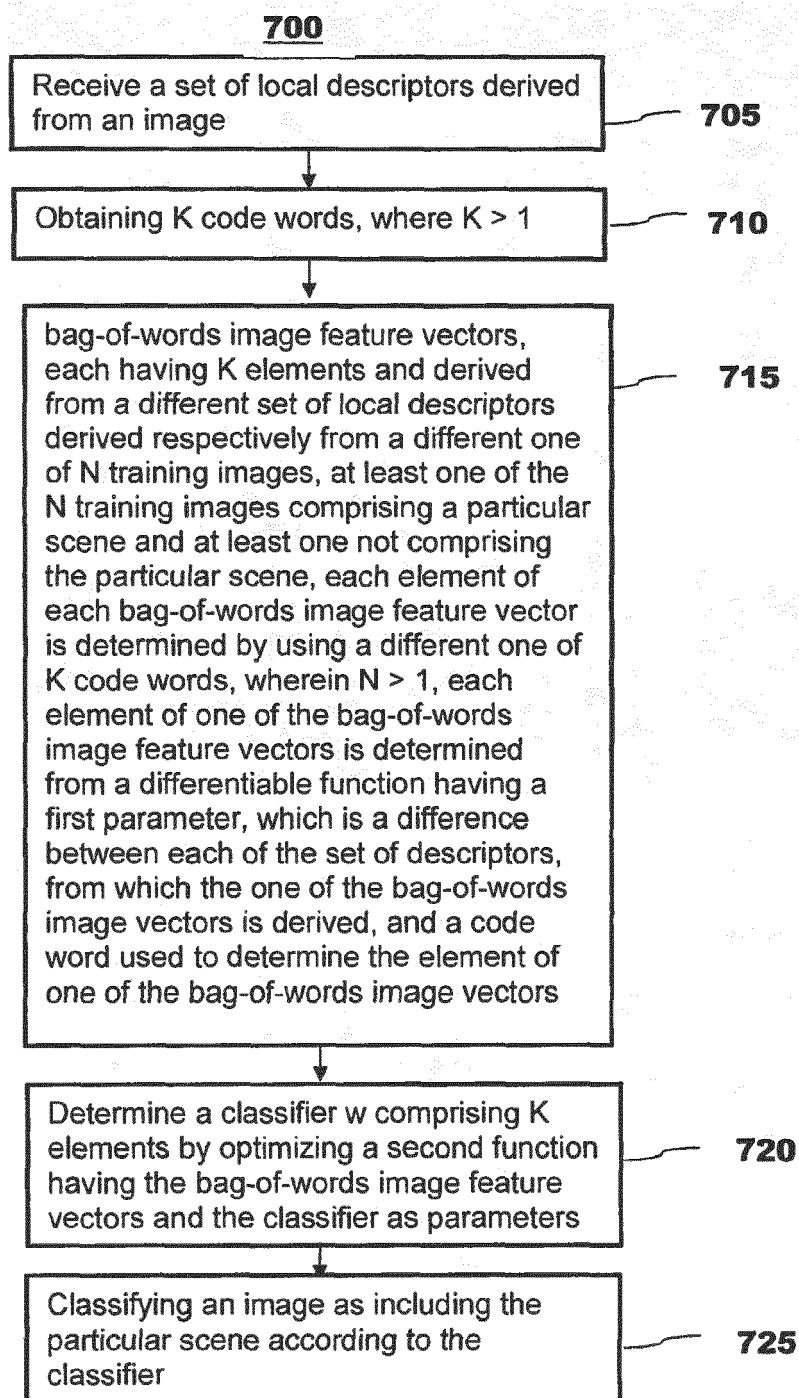 700
Receive a set of local descriptors derived
from an image
705
Obtaining K code words, where K > 1
710
bag-of-words image feature vectors,
each having K elements and derived
from a different set of local descriptors
derived respectively from a different one
of N training images, at least one of the
N training images comprising a particular
scene and at least one not comprising
the particular scene, each element of
each bag-of-words image feature vector
is determined by using a different one of
K code words, wherein N > 1, each
element of one of the bag-of-words
image feature vectors is determined
from a differentiable function having a
first parameter, which is a difference
between each of the set of descriptors,
from which the one of the bag-of-words
image vectors is derived, and a code
word used to determine the element of
one of the bag-of-words image vectors
715
Determine a classifier w comprising K
elements by optimizing a second function
having the bag-of-words image feature
vectors and the classifier as parameters
720
Classifying an image as including the
particular scene according to the
classifier
725